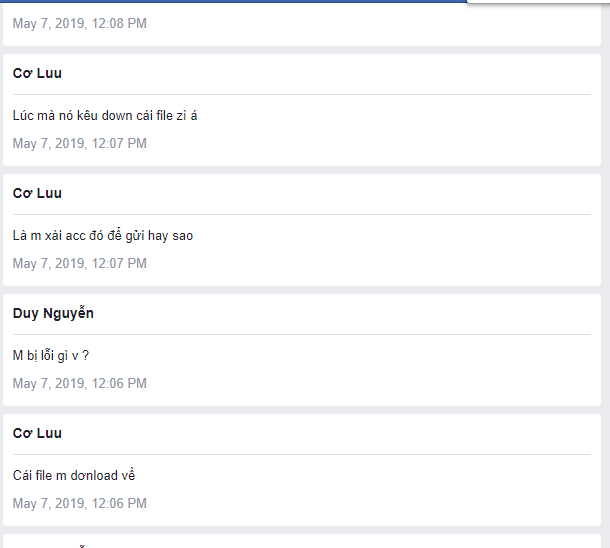 May 7, 2019, 12:08 PM
Cơ Luu
Lúc mà nó kêu down cái file zì á
May 7, 2019, 12:07 PM
Cơ Luu
Là m xài acc đó để gửi hay sao
May 7, 2019, 12:07 PM
Duy Nguyễn
M bị lỗi gì v ?
May 7, 2019, 12:06 PM
Cơ Luu
Cái file m dơnload về
May 7, 2019, 12:06 PM